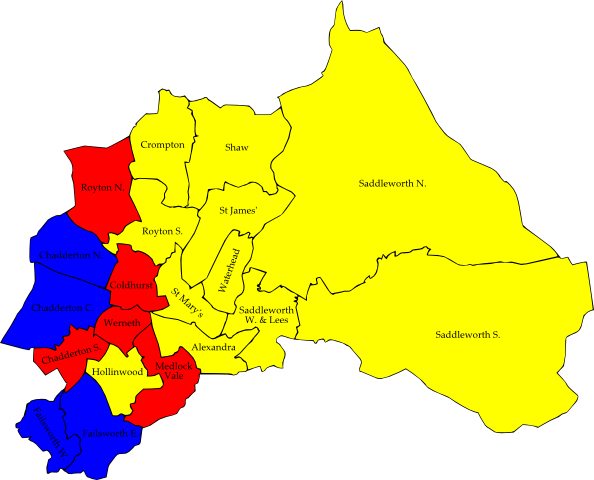 Crompton
Shaw
Royton N.
Saddleworth N.
St James'
Royton S.
Chadderton N.
Waterhead
Coldhurst
St Mary's
Chadderton C.
Saddleworth
W. & Lees
Werneth
Saddleworth S.
Alexandra
Chadderton S.
Medlock
Vale
Hollinwood
Failsworth W.
Failsworth E.